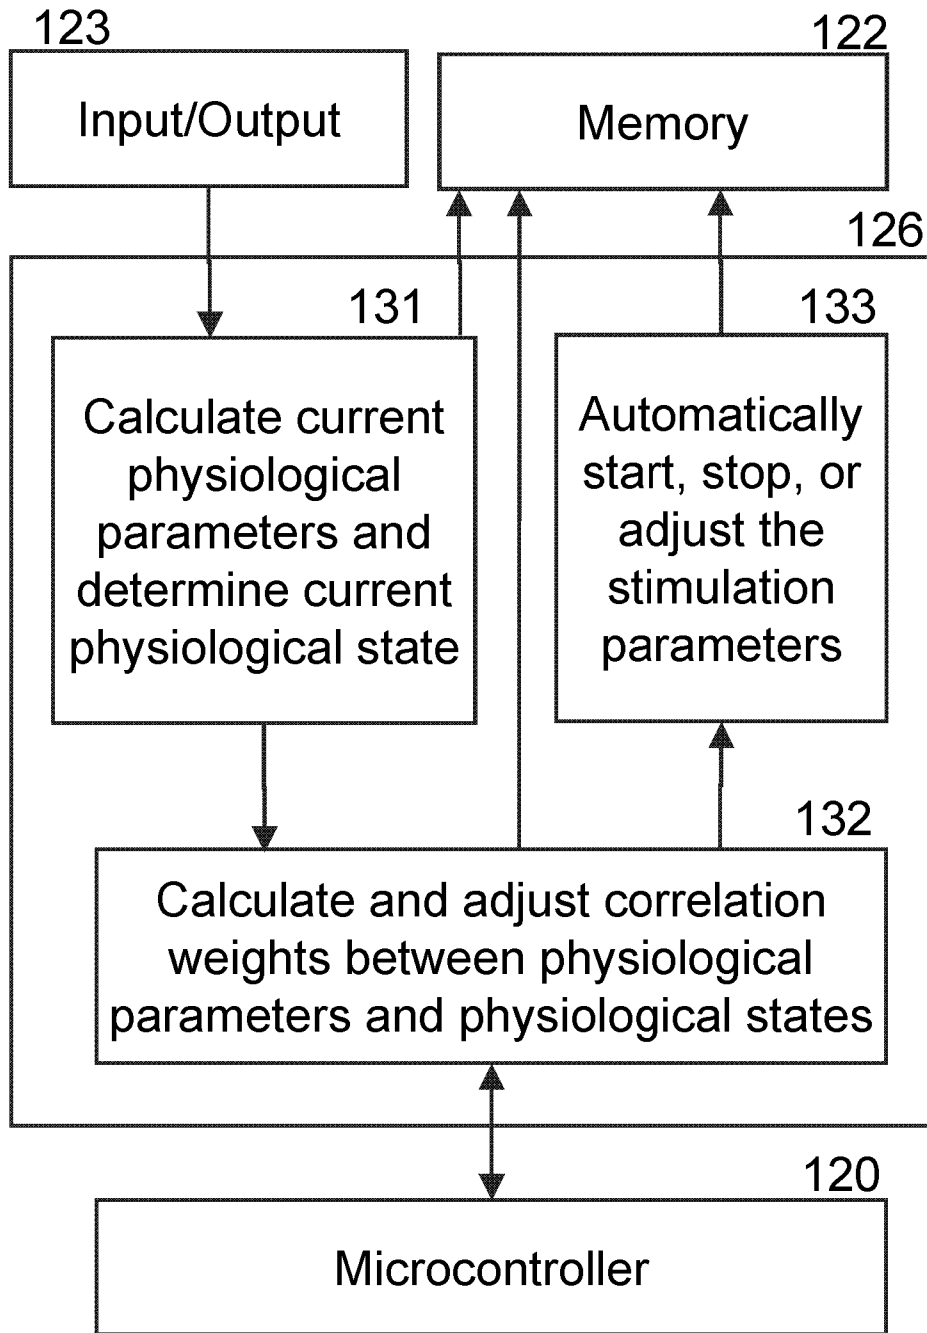 123
Input/Output
122
Memory
126
131
Calculate current
physiological
parameters and
determine current
physiological state
133
Automatically
start, stop, or
adjust the
stimulation
parameters
132
Calculate and adjust correlation
weights between physiological
parameters and physiological states
120
Microcontroller